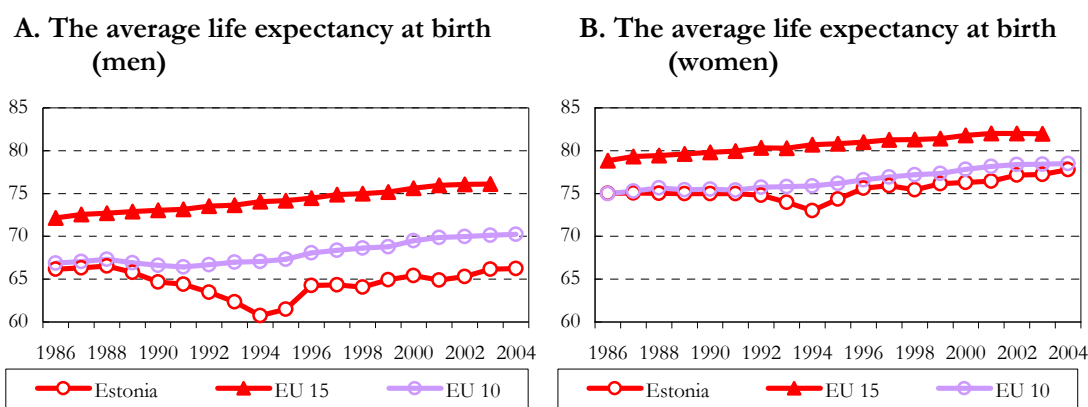 A. The average life expectancy at birth
(men)
85
80
75
70
65
60
1986 1988 1990 1992 1994 1996 1998 2000 2002 2004
Estonia EU 15 EU 10
B. The average life expectancy at birth
(women)
85
80
75
70
65
60
1986 1988 1990 1992 1994 1996 1998 2000 2002 2004
Estonia EU 15 EU 10